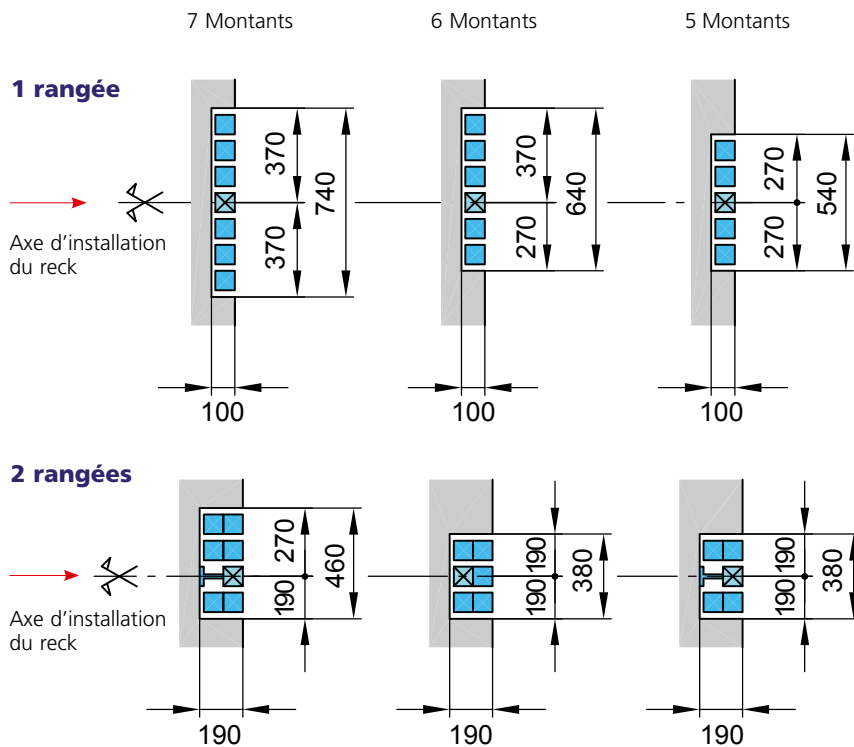 7 Montants
6 Montants
5 Montants
1 rangée
370
370
740
370
270
640
270
270
540
Axe d'installation
du reck
100
100
100
2 rangées
270
190
460
190
190
380
190
190
380
Axe d'installation
du reck
190
190
190